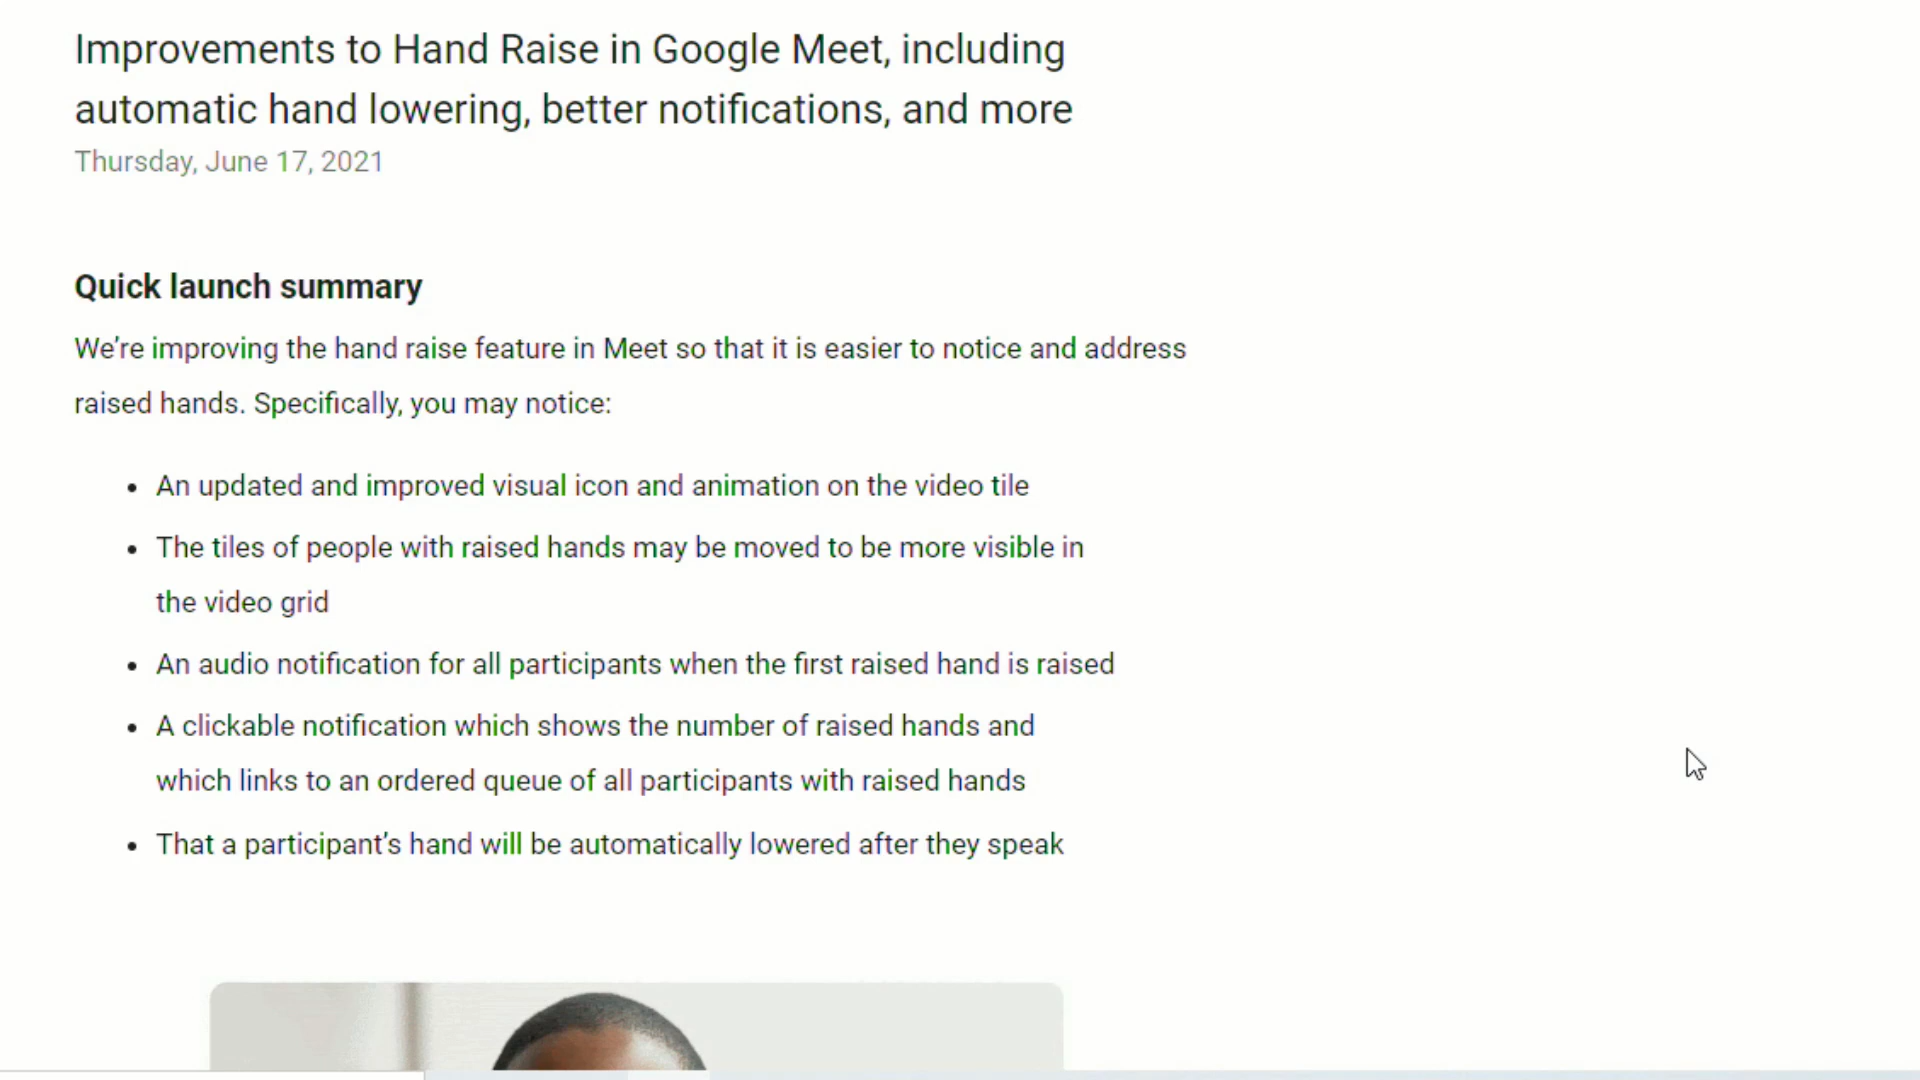 Improvements to Hand Raise in Google Meet, including
automatic hand lowering, better notifications, and more
Thursday, June 17, 2021
Quick launch summary
We’re improving the hand raise feature in Meet so that it is easier to notice and address
raised hands. Specifically, you may notice:
• An updated and improved visual icon and animation on the video tile
• The tiles of people with raised hands may be moved to be more visible in
the video grid
• An audio notification for all participants when the first raised hand is raised
• A clickable notification which shows the number of raised hands and
which links to an ordered queue of all participants with raised hands
• That a participant’s hand will be automatically lowered after they speak